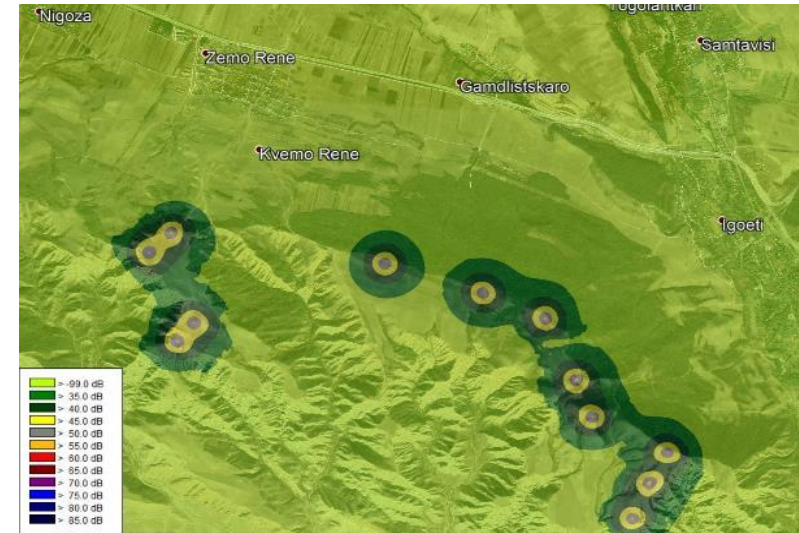 Nigoza
Samtavisi
Zemo Rene
Gamdlistskaro
Kvemo Rene
Igoeti
> -99.0 dB
> 35.0 dB
> 40.0 dB
> 45.0 dB
> 50.0 dB
> 55.0 dB
> 60.0 dB
> 65.0 dB
> 70.0 dB
> 75.0 dB
> 80.0 dB
> 85.0 dB